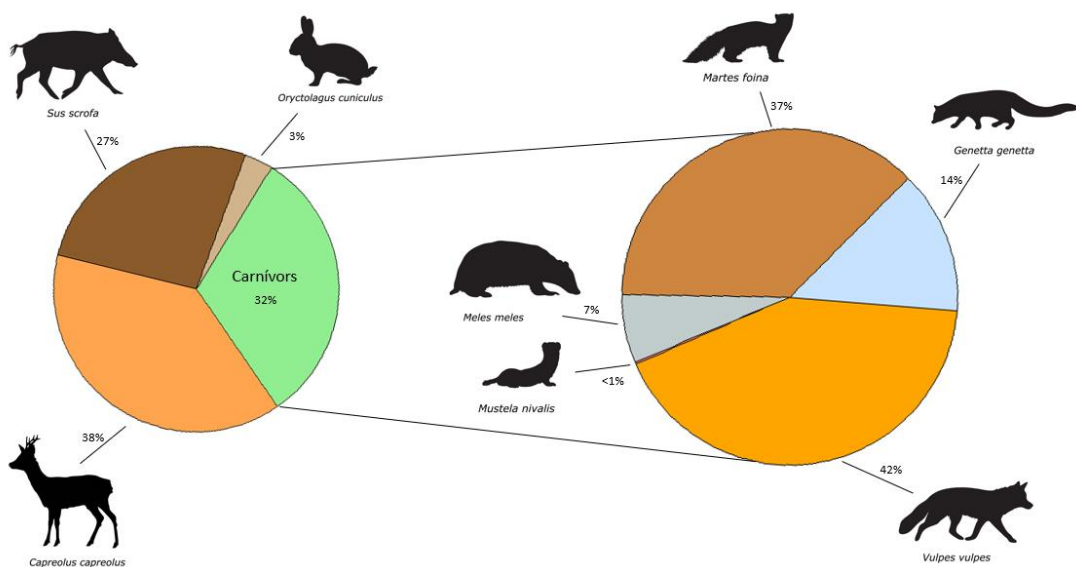 Sus scrofa
27%
Oryctolagus cuniculus
3%
Carnívors
32%
38%
Capreolus capreolus
Martes foina
37%
Genetta genetta
14%
Meles meles
7%
<1%
Mustela nivalis
42%
Vulpes vulpes